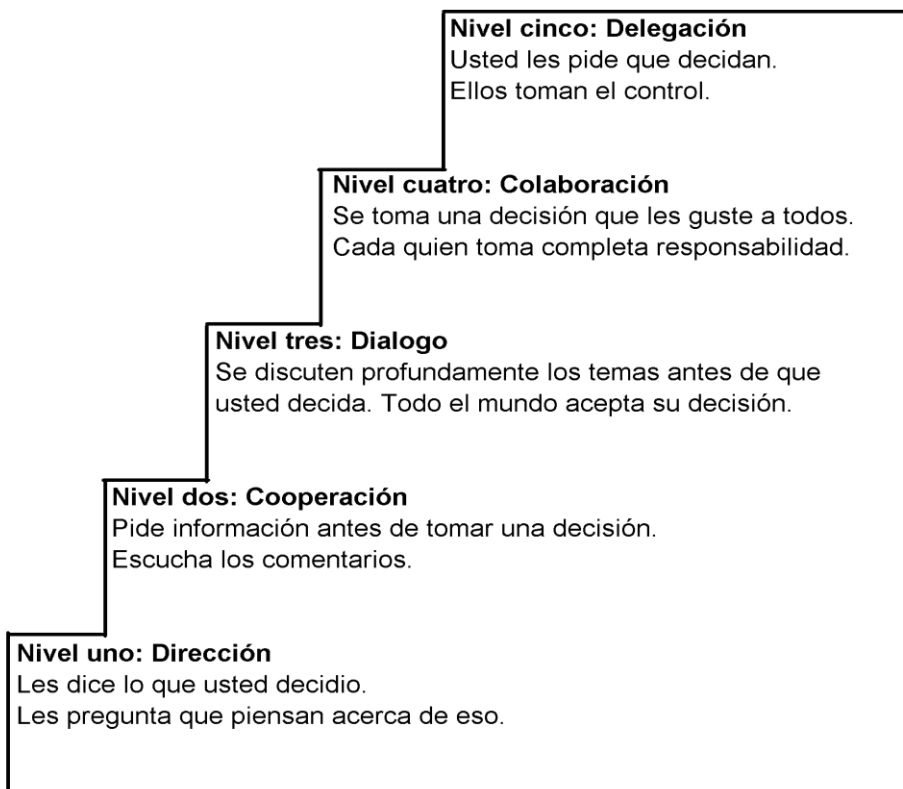 Nivel cinco: Delegación
Usted les pide que decidan.
Ellos toman el control.
Nivel cuatro: Colaboración
Se toma una decisión que les guste a todos.
Cada quien toma completa responsabilidad.
Nivel tres: Dialogo
Se discuten profundamente los temas antes de que
usted decida. Todo el mundo acepta su decisión.
Nivel dos: Cooperación
Pide información antes de tomar una decisión.
Escucha los comentarios.
Nivel uno: Dirección
Les dice lo que usted decidio.
Les pregunta que piensan acerca de eso.